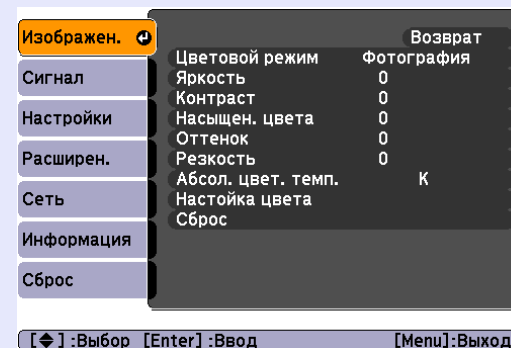 Изображен.
Сигнал
Настройки
Расширен.
Сеть
Информация
Сброс
Возврат
Цветовой режим Фотография
Яркость 0
Контраст 0
Насыщен. цвета 0
Оттенок 0
Резкость 0
Абсол. цвет. темп. K
Настойка цвета
Сброс
[◆] :Выбор [Enter] :Ввод [Menu]:Выход